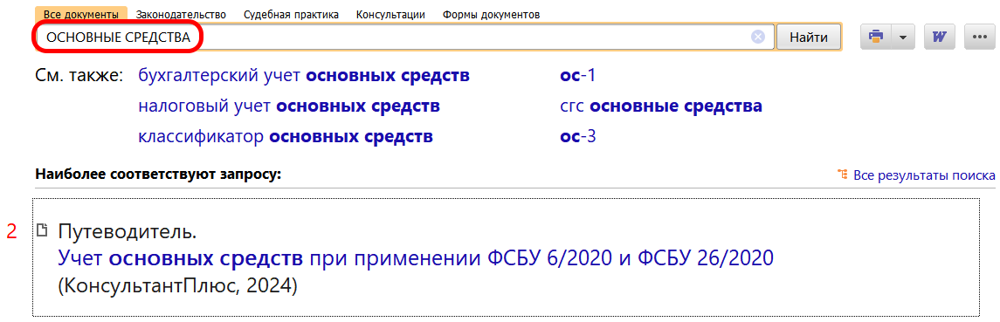 Все документы Законодательство Судебная практика Консультации Формы документов
ОСНОВНЫЕ СРЕДСТВА Найти W
См. также: бухгалтерский учет основных средств ос-1
налоговый учет основных средств сгс основные средства
классификатор основных средств ос-3
Наиболее соответствуют запросу: Все результаты поиска
2 Путеводитель.
Учет основных средств при применении ФСБУ 6/2020 и ФСБУ 26/2020
(КонсультантПлюс, 2024)